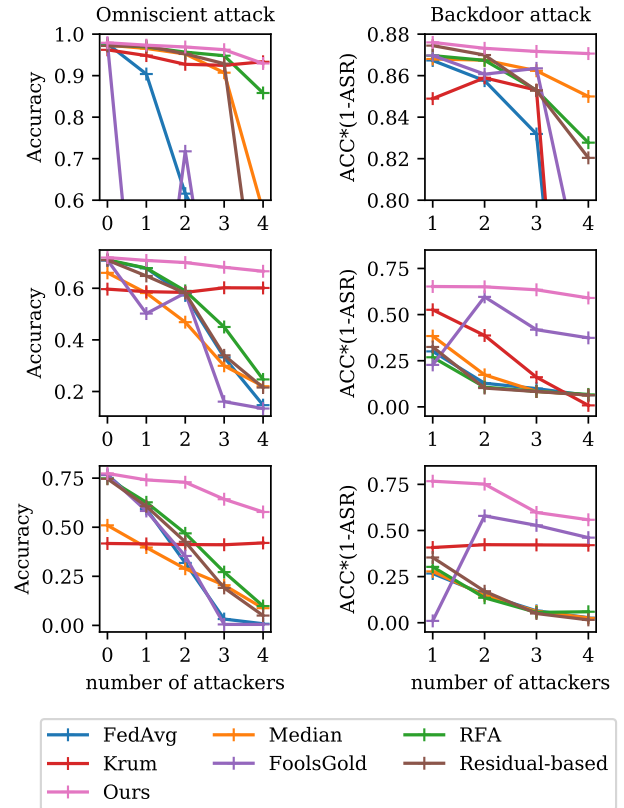 Omniscient attack
Backdoor attack
Accuracy
1.0
0.9
0.8
0.7
0.6
0 1 2 3 4
ACC*(1-ASR)
0.88
0.86
0.84
0.82
0.80
1 2 3 4
Accuracy
0.6
0.4
0.2
0 1 2 3 4
ACC*(1-ASR)
0.75
0.50
0.25
0.00
1 2 3 4
Accuracy
0.75
0.50
0.25
0.00
0 1 2 3 4
number of attackers
ACC*(1-ASR)
0.75
0.50
0.25
0.00
1 2 3 4
number of attackers
FedAvg Median RFA
Krum FoolsGold Residual-based
Ours